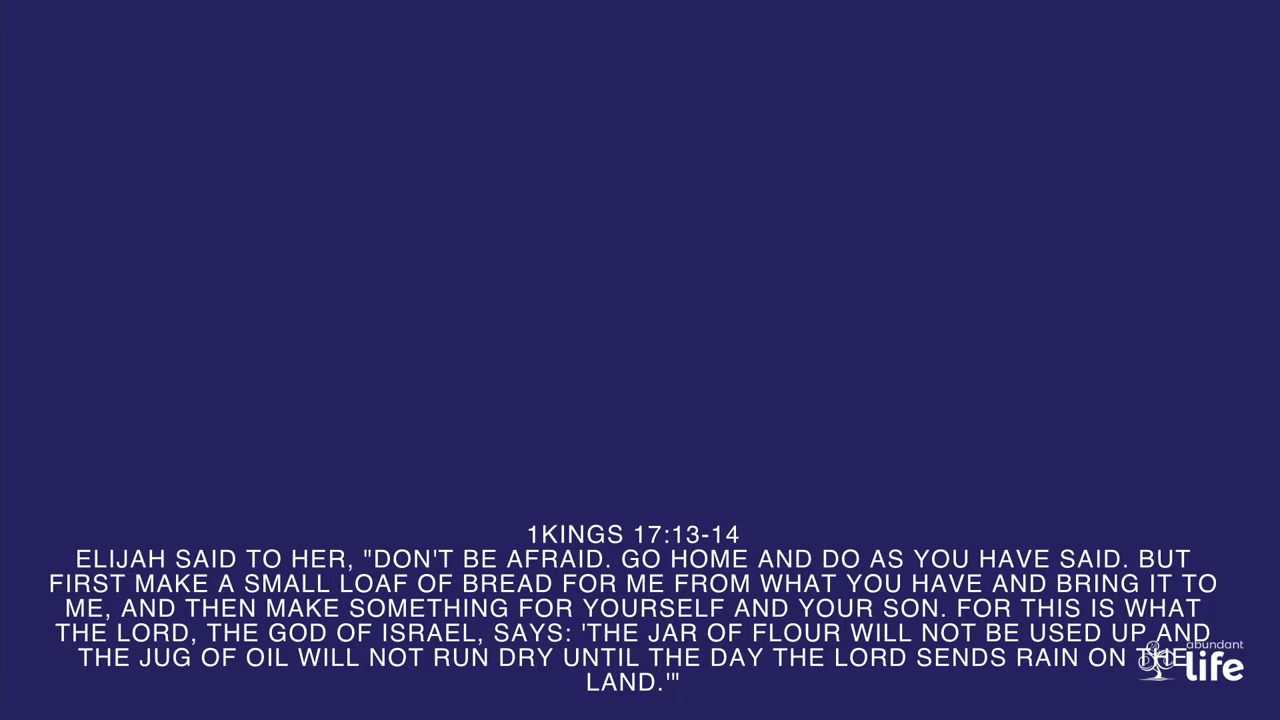 1KINGS 17:13-14
ELIJAH SAID TO HER, "DON'T BE AFRAID. GO HOME AND DO AS YOU HAVE SAID. BUT
FIRST MAKE A SMALL LOAF OF BREAD FOR ME FROM WHAT YOU HAVE AND BRING IT TO
ME, AND THEN MAKE SOMETHING FOR YOURSELF AND YOUR SON. FOR THIS IS WHAT
THE LORD, THE GOD OF ISRAEL, SAYS: 'THE JAR OF FLOUR WILL NOT BE USED UP AND
THE JUG OF OIL WILL NOT RUN DRY UNTIL THE DAY THE LORD SENDS RAIN ON THE
LAND.'"
abundant
life